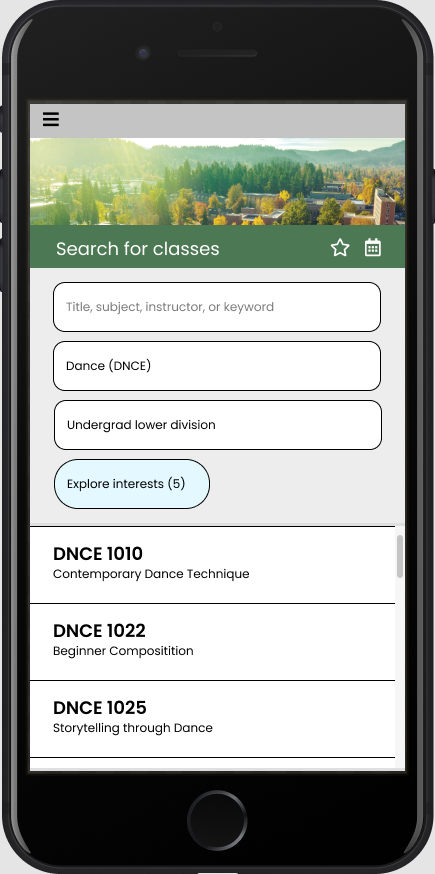 Search for classes
Title, subject, instructor, or keyword
Dance (DNCE)
Undergrad lower division
Explore interests (5)
DNCE 1010
Contemporary Dance Technique
DNCE 1022
Beginner Compositition
DNCE 1025
Storytelling through Dance